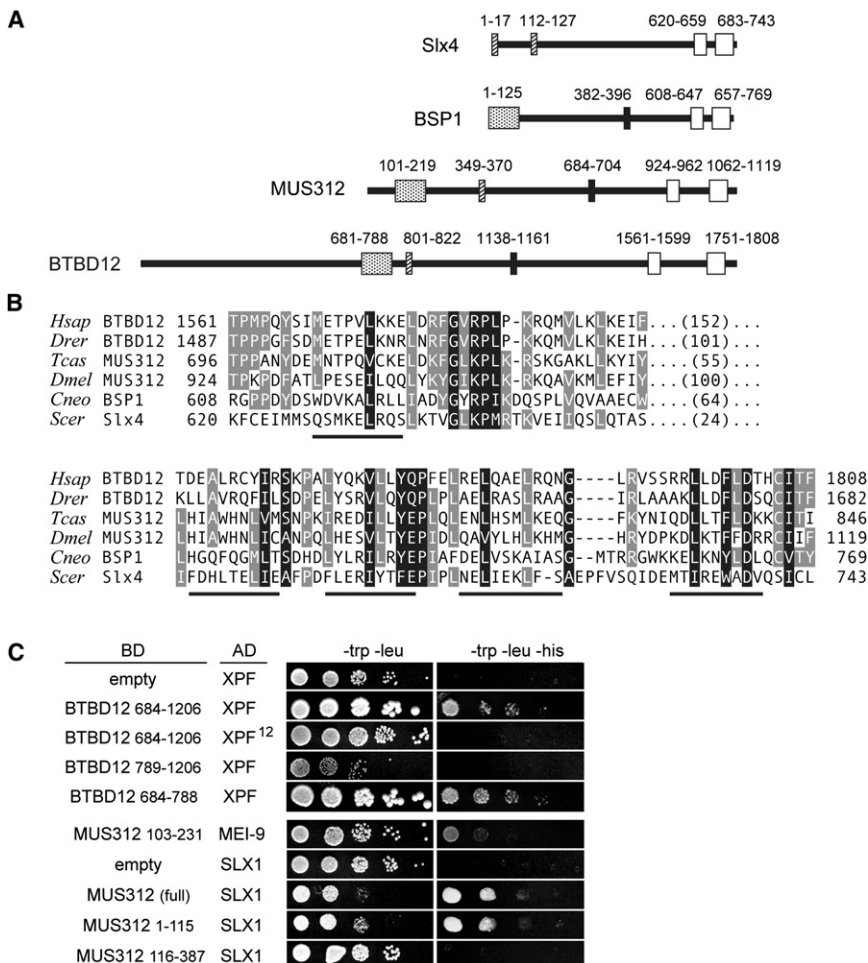 A
1-17 112-127 620-659 683-743
Slx4
1-125 382-396 608-647 657-769
BSP1
101-219 349-370 684-704 924-962 1062-1119
MUS312
681-788 801-822 1138-1161 1561-1599 1751-1808
BTBD12
B
Hsap BTBD12 1561 TPMPQYSIMETPVLKKELDRFGVRPLP-KRQMVLKLKEIF...(152)...
Drer BTBD12 1487 TPPPGFSDMETPELKNRLNRFGVRPLP-KKQMVLKLKEIH...(101)...
Tcas MUS312 696 TPPANYDEMNTPQVCKELDKFGLKPLK-RSKGAKLLKYIY...(55)...
Dmel MUS312 924 TPKPDFATLPESEILQQLYKYGIKPLK-RKQAVKMLEFIY...(100)...
Cneo BSP1 608 RGPPDYDSWDVKALRLLIADYGYRPIKDQSPLVQVAAECW...(64)...
Scer Slx4 620 KFCEIMMSQSMKELRQSLKTVGLKPMRTKVEIIQSLQTAS...(24)...
Hsap BTBD12 TDEALRCYIRSKPALYQKVLLYQPFELRELQAELRQNG----LRVSSRRLLDFLDTHCITF 1808
Drer BTBD12 KLLAVRQFILSDPELYSRVLQYQPLPLAELRASLRAAG----IRLAAAKLLDFLDSQCITF 1682
Tcas MUS312 LHIAWHNLVMSNPKIREDILLYEPLQLENLHSMLKEQG----FKYNIQDLLTFLDKKCITI 846
Dmel MUS312 LHIAWHNLICANPQLHESVLTYEPIDLQAVYLHLKHMG----HRYDPKDLKTFFDRRCIIF 1119
Cneo BSP1 LHGQFQGMLTSDHDLYLRILRYEPIAFDELVSKAIASG--MTRRGWKKELKNYLDLQCVTY 769
Scer Slx4 IFDHLTELIEAFPDFLERIYTFEPIPLNELIEKLF-SAEPFVSQIDEMTIREWADVQSICL 743
C
BD AD -trp -leu -trp -leu -his
empty XPF
BTBD12 684-1206 XPF
BTBD12 684-1206 XPF12
BTBD12 789-1206 XPF
BTBD12 684-788 XPF
MUS312 103-231 MEI-9
empty SLX1
MUS312 (full) SLX1
MUS312 1-115 SLX1
MUS312 116-387 SLX1